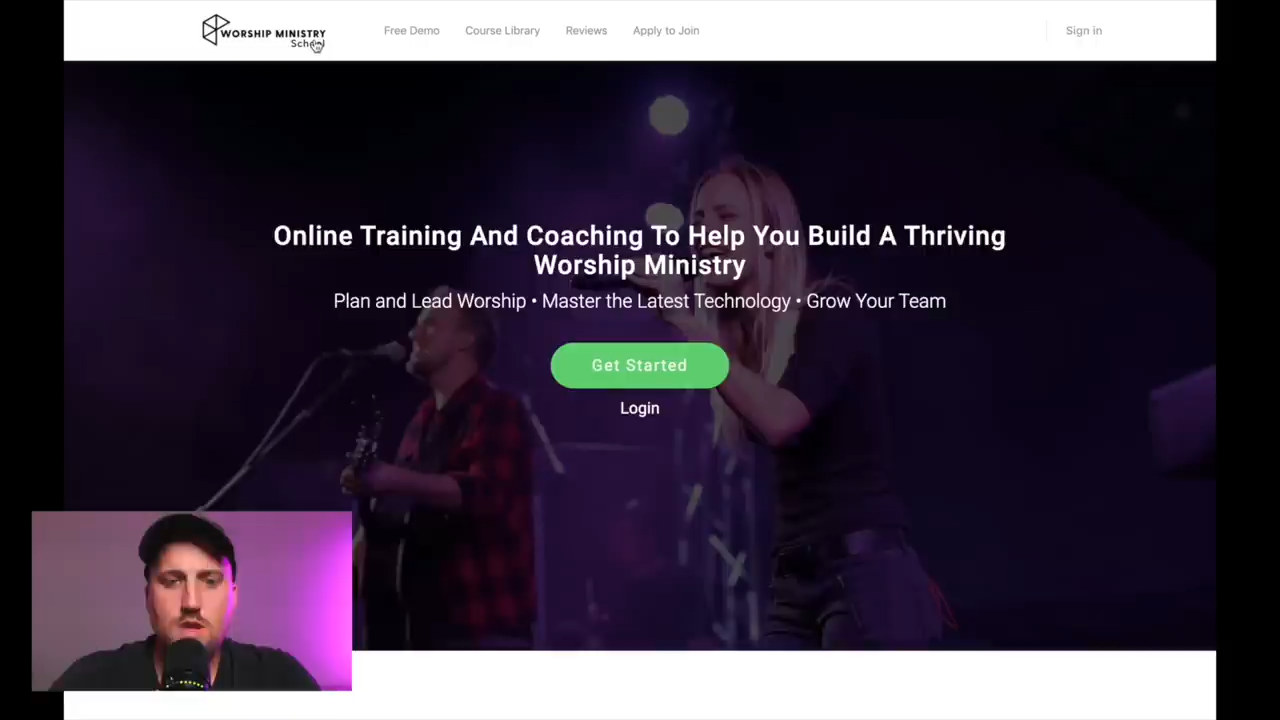 WORSHIP MINISTRY
School
Free Demo
Course Library
Reviews
Apply to Join
Sign in
Online Training And Coaching To Help You Build A Thriving
Worship Ministry
Plan and Lead Worship • Master the Latest Technology • Grow Your Team
Get Started
Login